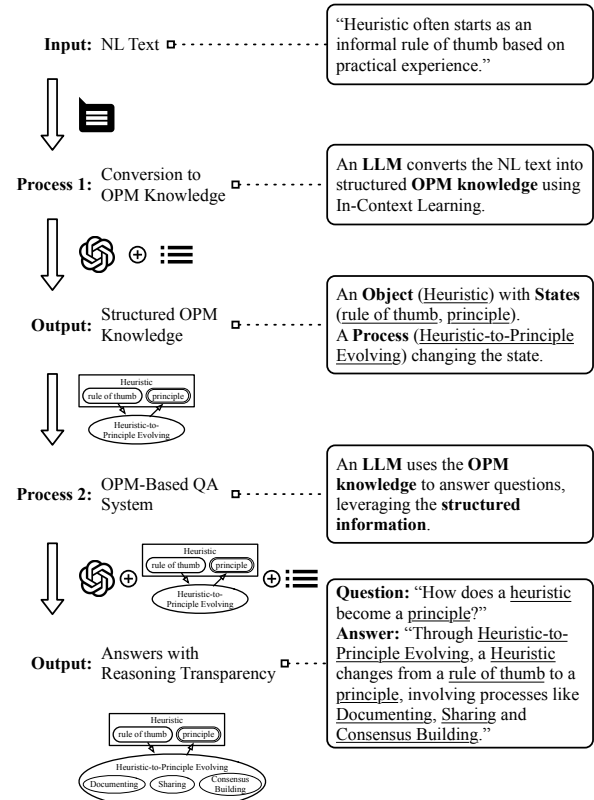 Input: NL Text
“Heuristic often starts as an
informal rule of thumb based on
practical experience.”
Process 1: Conversion to
OPM Knowledge
An LLM converts the NL text into
structured OPM knowledge using
In-Context Learning.
Output: Structured OPM
Knowledge
An Object (Heuristic) with States
(rule of thumb, principle).
A Process (Heuristic-to-Principle
Evolving) changing the state.
Heuristic
rule of thumb principle
Heuristic-to-
Principle Evolving
Process 2: OPM-Based QA
System
An LLM uses the OPM
knowledge to answer questions,
leveraging the structured
information.
Heuristic
rule of thumb principle
Heuristic-to-
Principle Evolving
Output: Answers with
Reasoning Transparency
Question: “How does a heuristic
become a principle?”
Answer: “Through Heuristic-to-
Principle Evolving, a Heuristic
changes from a rule of thumb to a
principle, involving processes like
Documenting, Sharing and
Consensus Building.”
Heuristic
rule of thumb principle
Heuristic-to-Principle Evolving
Documenting Sharing Consensus
Building